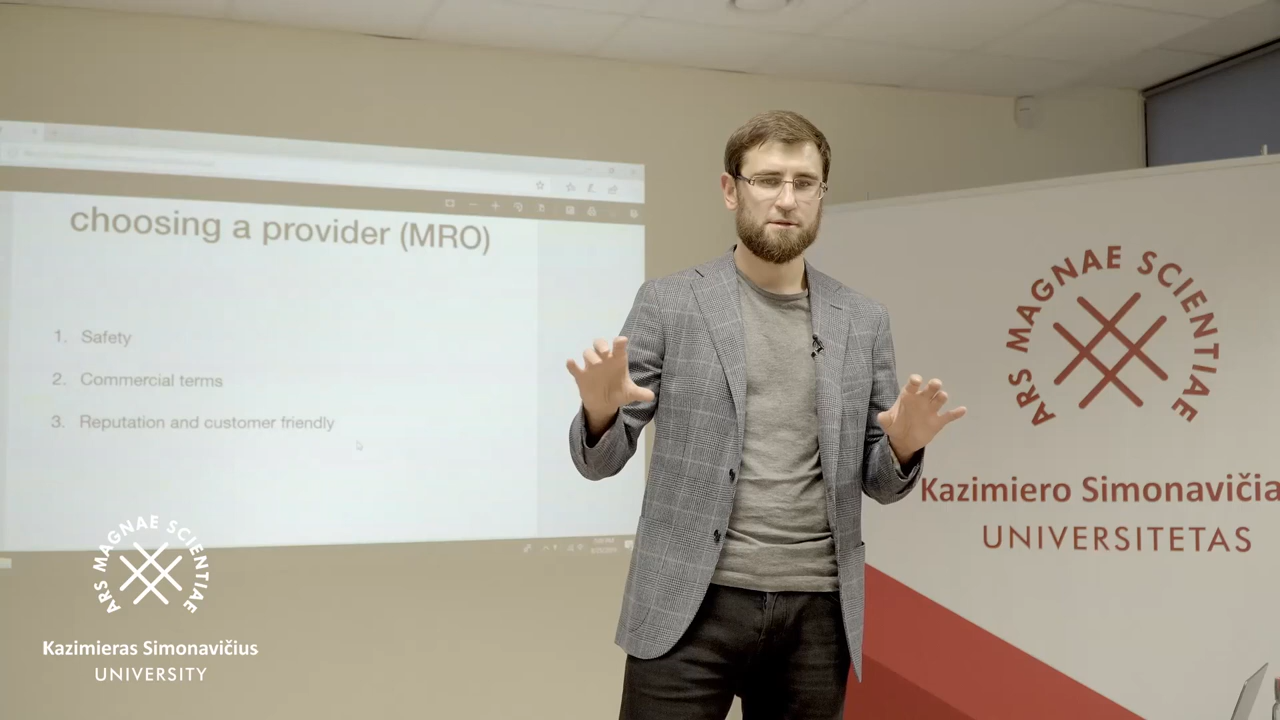 choosing a provider (MRO)
1. Safety
2. Commercial terms
3. Reputation and customer friendly
ARS MAGNAE SCIENTIAE
Kazimieras Simonavičius
UNIVERSITY
ARS MAGNAE SCIENTIAE
Kazimiero Simonavičia
UNIVERSITETAS